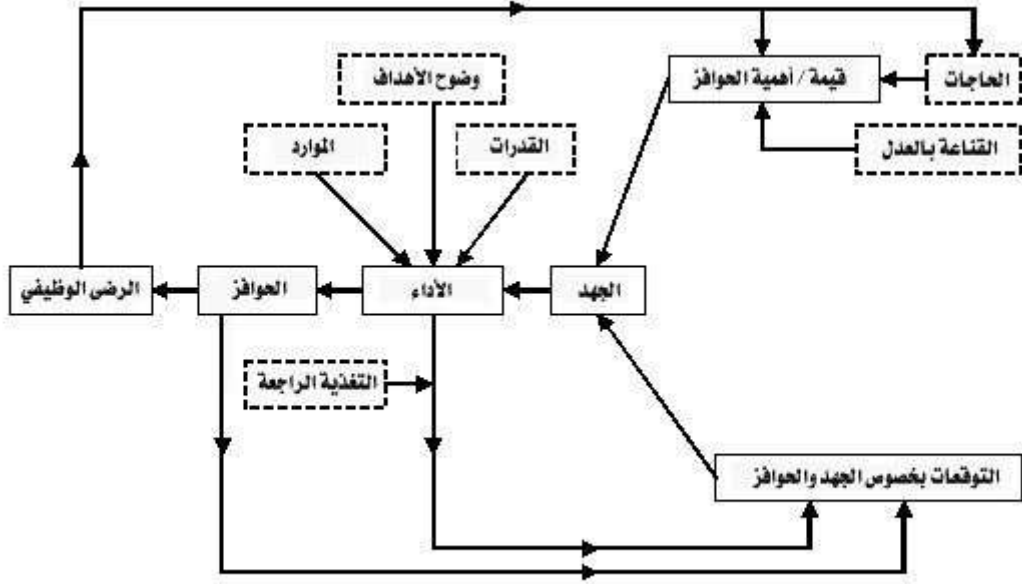 وضوح الأهداف
قيمة / أهمية الحوافز
الحاجات
الموارد
القدرات
القناعة بالعدل
الجهد
الأداء
الحوافز
الرضى الوظيفي
التغذية الراجعة
التوقعات بخصوص الجهد والحوافز